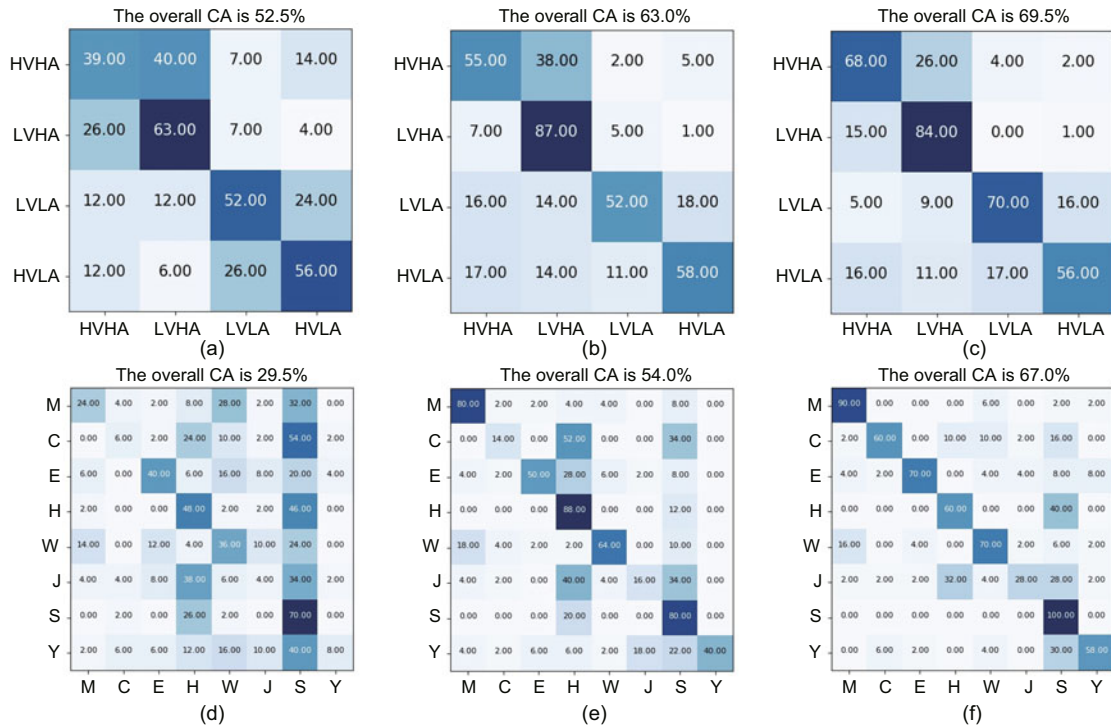 The overall CA is 52.5% The overall CA is 63.0% The overall CA is 69.5%
HVHA 39.00 40.00 7.00 14.00 HVHA 55.00 38.00 2.00 5.00 HVHA 68.00 26.00 4.00 2.00
LVHA 26.00 63.00 7.00 4.00 LVHA 7.00 87.00 5.00 1.00 LVHA 15.00 84.00 0.00 1.00
LVLA 12.00 12.00 52.00 24.00 LVLA 16.00 14.00 52.00 18.00 LVLA 5.00 9.00 70.00 16.00
HVLA 12.00 6.00 26.00 56.00 HVLA 17.00 14.00 11.00 58.00 HVLA 16.00 11.00 17.00 56.00
HVHA LVHA LVLA HVLA HVHA LVHA LVLA HVLA HVHA LVHA LVLA HVLA
(a) (b) (c)
The overall CA is 29.5% The overall CA is 54.0% The overall CA is 67.0%
M 24.00 4.00 2.00 8.00 28.00 2.00 32.00 0.00 M 80.00 2.00 2.00 4.00 4.00 0.00 8.00 0.00 M 90.00 0.00 0.00 0.00 6.00 0.00 2.00 2.00
C 0.00 6.00 2.00 24.00 10.00 2.00 54.00 2.00 C 0.00 14.00 0.00 52.00 0.00 0.00 34.00 0.00 C 2.00 60.00 0.00 10.00 10.00 2.00 16.00 0.00
E 6.00 0.00 40.00 6.00 16.00 8.00 20.00 4.00 E 4.00 2.00 50.00 28.00 6.00 2.00 8.00 0.00 E 4.00 2.00 70.00 0.00 4.00 4.00 8.00 8.00
H 2.00 0.00 0.00 48.00 4.00 0.00 46.00 0.00 H 0.00 0.00 0.00 88.00 0.00 0.00 12.00 0.00 H 0.00 0.00 0.00 60.00 0.00 0.00 40.00 0.00
W 14.00 0.00 12.00 4.00 36.00 10.00 24.00 0.00 W 18.00 4.00 2.00 2.00 64.00 0.00 10.00 0.00 W 16.00 0.00 4.00 0.00 70.00 2.00 6.00 2.00
J 4.00 4.00 8.00 38.00 6.00 4.00 34.00 2.00 J 4.00 2.00 0.00 40.00 4.00 16.00 34.00 0.00 J 2.00 2.00 2.00 32.00 4.00 28.00 28.00 2.00
S 0.00 2.00 0.00 26.00 2.00 0.00 70.00 0.00 S 0.00 0.00 0.00 20.00 0.00 0.00 80.00 0.00 S 0.00 0.00 0.00 0.00 0.00 0.00 100.00 0.00
Y 2.00 6.00 6.00 12.00 16.00 10.00 40.00 8.00 Y 4.00 2.00 6.00 6.00 2.00 18.00 22.00 40.00 Y 0.00 6.00 2.00 0.00 2.00 2.00 30.00 58.00
M C E H W J S Y M C E H W J S Y M C E H W J S Y
(d) (e) (f)